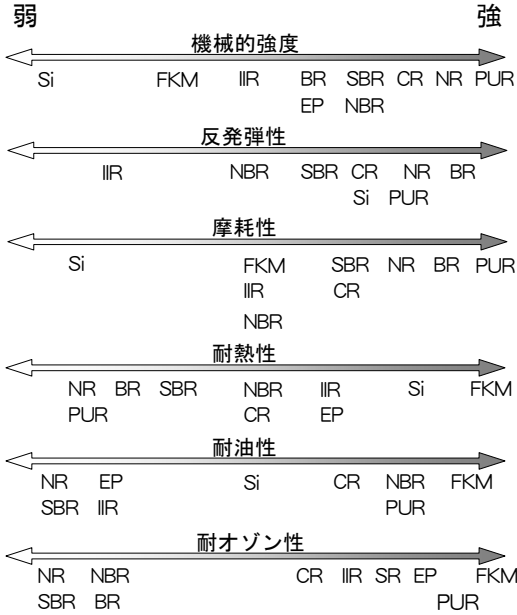 弱 強
機械的強度
Si FKM IIR BR SBR CR NR PUR
EP NBR
反発弾性
IIR NBR SBR CR NR BR
Si PUR
摩耗性
Si FKM SBR NR BR PUR
IIR CR
NBR
耐熱性
NR BR SBR NBR IIR Si FKM
PUR CR EP
耐油性
NR EP Si CR NBR FKM
SBR IIR PUR
耐オゾン性
NR NBR CR IIR SR EP FKM
SBR BR PUR